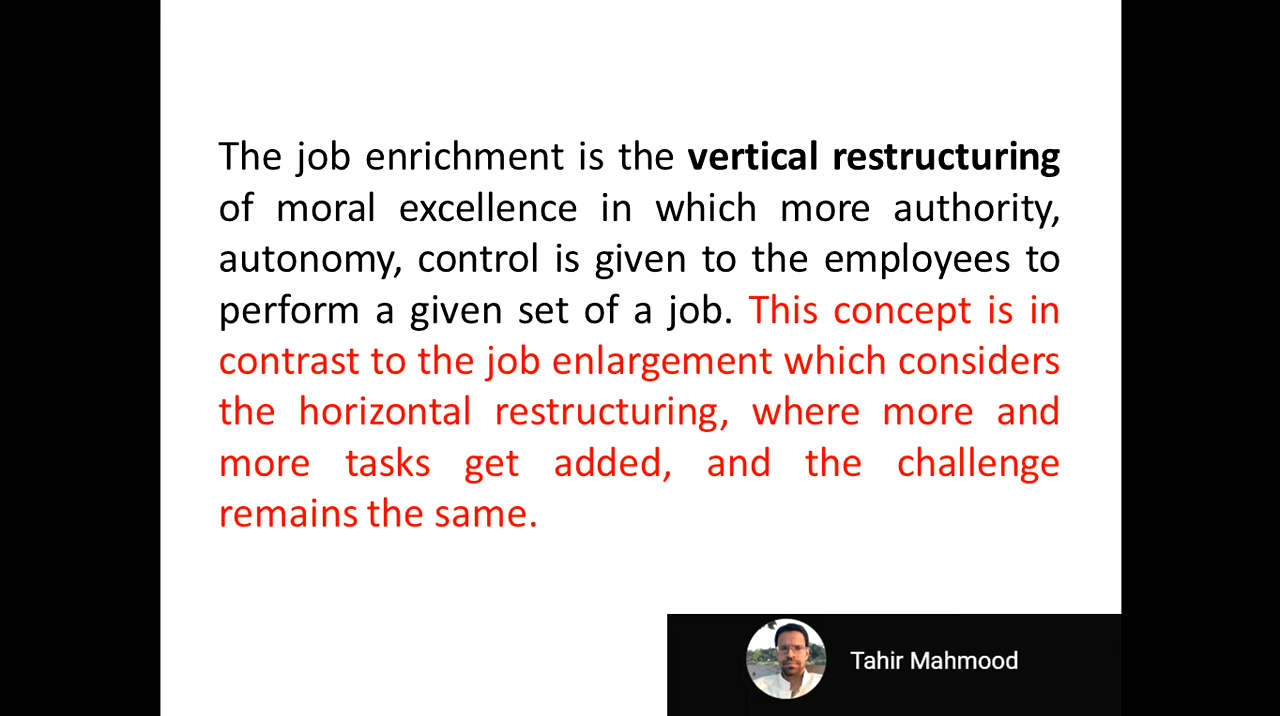 The job enrichment is the vertical restructuring
of moral excellence in which more authority,
autonomy, control is given to the employees to
perform a given set of a job. This concept is in
contrast to the job enlargement which considers
the horizontal restructuring, where more and
more tasks get added, and the challenge
remains the same.
Tahir Mahmood